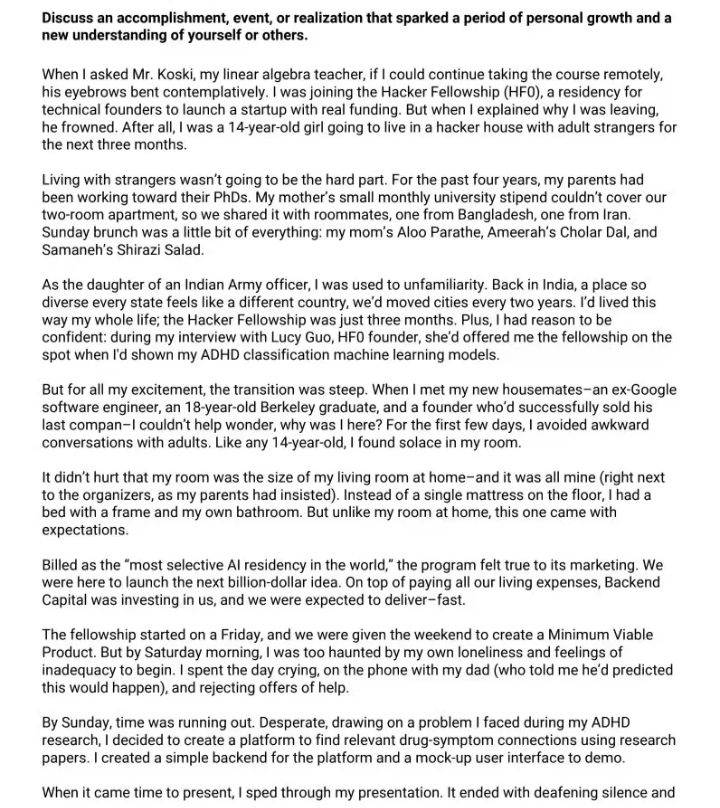 Discuss an accomplishment, event, or realization that sparked a period of personal growth and a
new understanding of yourself or others.
When I asked Mr. Koski, my linear algebra teacher, if I could continue taking the course remotely,
his eyebrows bent contemplatively. I was joining the Hacker Fellowship (HF0), a residency for
technical founders to launch a startup with real funding. But when I explained why I was leaving,
he frowned. After all, I was a 14-year-old girl going to live in a hacker house with adult strangers for
the next three months.
Living with strangers wasn’t going to be the hard part. For the past four years, my parents had
been working toward their PhDs. My mother’s small monthly university stipend couldn’t cover our
two-room apartment, so we shared it with roommates, one from Bangladesh, one from Iran.
Sunday brunch was a little bit of everything: my mom’s Aloo Parathe, Ameerah’s Cholar Dal, and
Samaneh’s Shirazi Salad.
As the daughter of an Indian Army officer, I was used to unfamiliarity. Back in India, a place so
diverse every state feels like a different country, we’d moved cities every two years. I’d lived this
way my whole life; the Hacker Fellowship was just three months. Plus, I had reason to be
confident: during my interview with Lucy Guo, HF0 founder, she’d offered me the fellowship on the
spot when I'd shown my ADHD classification machine learning models.
But for all my excitement, the transition was steep. When I met my new housemates–an ex-Google
software engineer, an 18-year-old Berkeley graduate, and a founder who’d successfully sold his
last compan–I couldn’t help wonder, why was I here? For the first few days, I avoided awkward
conversations with adults. Like any 14-year-old, I found solace in my room.
It didn’t hurt that my room was the size of my living room at home–and it was all mine (right next
to the organizers, as my parents had insisted). Instead of a single mattress on the floor, I had a
bed with a frame and my own bathroom. But unlike my room at home, this one came with
expectations.
Billed as the “most selective AI residency in the world,” the program felt true to its marketing. We
were here to launch the next billion-dollar idea. On top of paying all our living expenses, Backend
Capital was investing in us, and we were expected to deliver–fast.
The fellowship started on a Friday, and we were given the weekend to create a Minimum Viable
Product. But by Saturday morning, I was too haunted by my own loneliness and feelings of
inadequacy to begin. I spent the day crying, on the phone with my dad (who told me he’d predicted
this would happen), and rejecting offers of help.
By Sunday, time was running out. Desperate, drawing on a problem I faced during my ADHD
research, I decided to create a platform to find relevant drug-symptom connections using research
papers. I created a simple backend for the platform and a mock-up user interface to demo.
When it came time to present, I sped through my presentation. It ended with deafening silence and